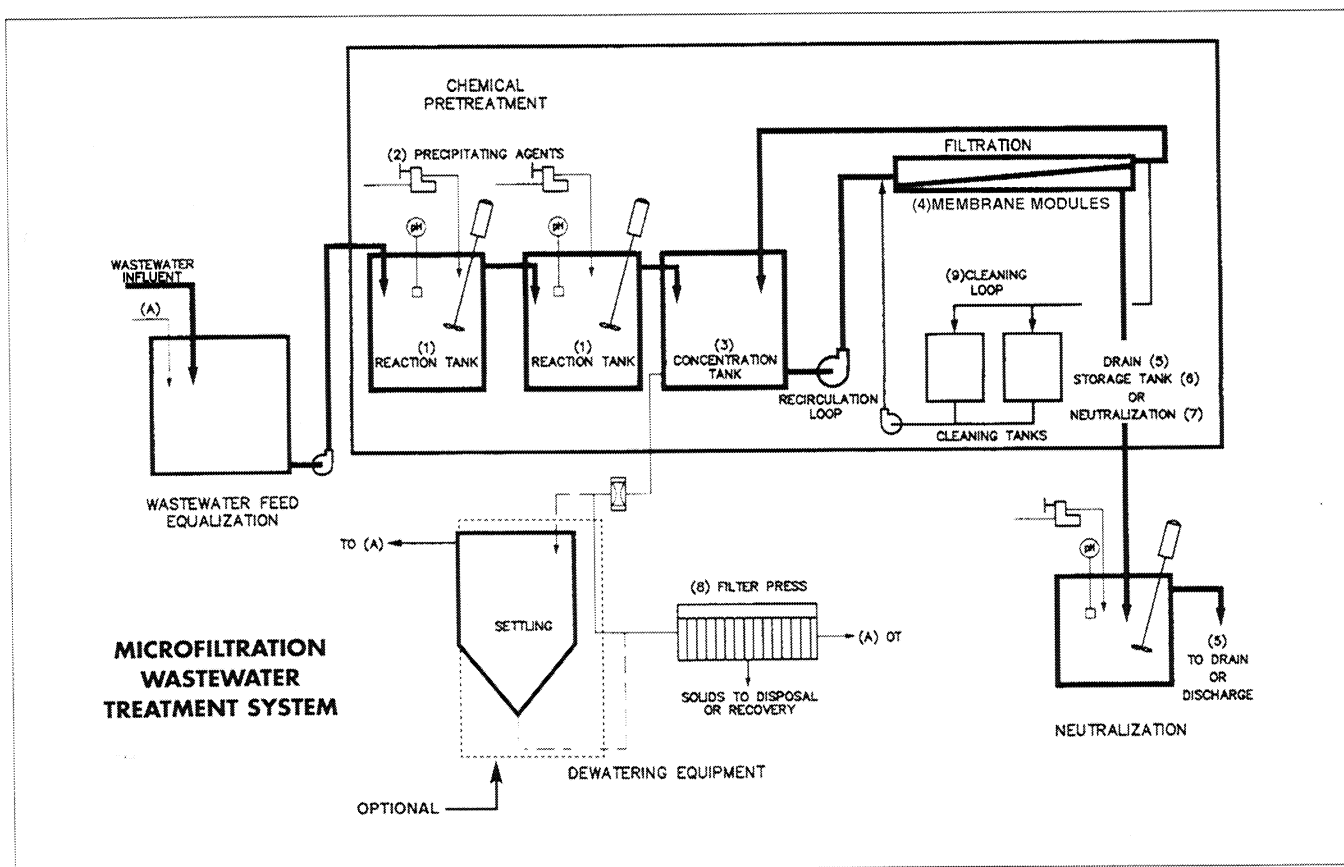 CHEMICAL
PRETREATMENT
(2) PRECIPITATING AGENTS
pH
pH
FILTRATION
(4)MEMBRANE MODULES
WASTEWATER
INFLUENT
(A)
(1)
REACTION TANK
(1)
REACTION TANK
(3)
CONCENTRATION
TANK
RECIRCULATION
LOOP
(9)CLEANING
LOOP
CLEANING TANKS
DRAIN (5)
STORAGE TANK (6)
OR
NEUTRALIZATION (7)
WASTEWATER FEED
EQUALIZATION
TO (A)
SETTLING
(8) FILTER PRESS
(A) OT
SOLIDS TO DISPOSAL
OR RECOVERY
pH
(5)
TO DRAIN
OR
DISCHARGE
NEUTRALIZATION
MICROFILTRATION
WASTEWATER
TREATMENT SYSTEM
DEWATERING EQUIPMENT
OPTIONAL